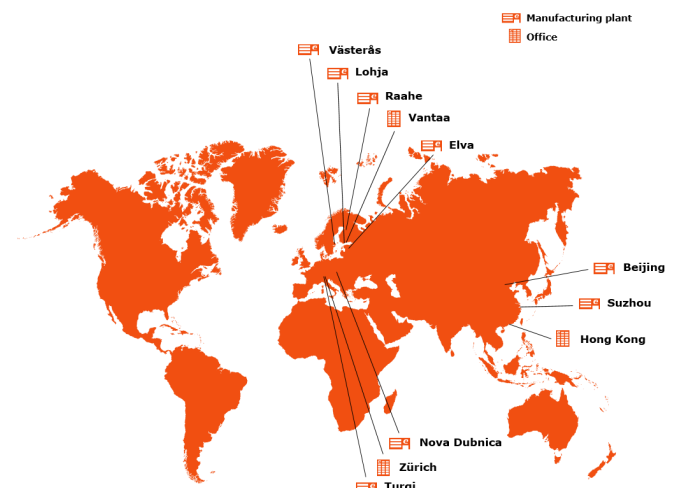 Manufacturing plant
Office
Västerås
Lohja
Raahe
Vantaa
Elva
Beijing
Suzhou
Hong Kong
Nova Dubnica
Zürich
Turgi